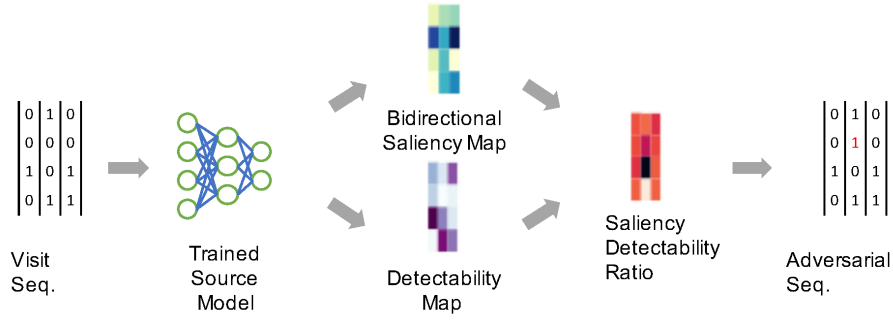 0 1 0
0 0 0
1 0 1
0 1 1
Visit
Seq.
Trained
Source
Model
Bidirectional
Saliency Map
Detectability
Map
Saliency
Detectability
Ratio
0 1 0
0 1 0
1 0 1
0 1 1
Adversarial
Seq.